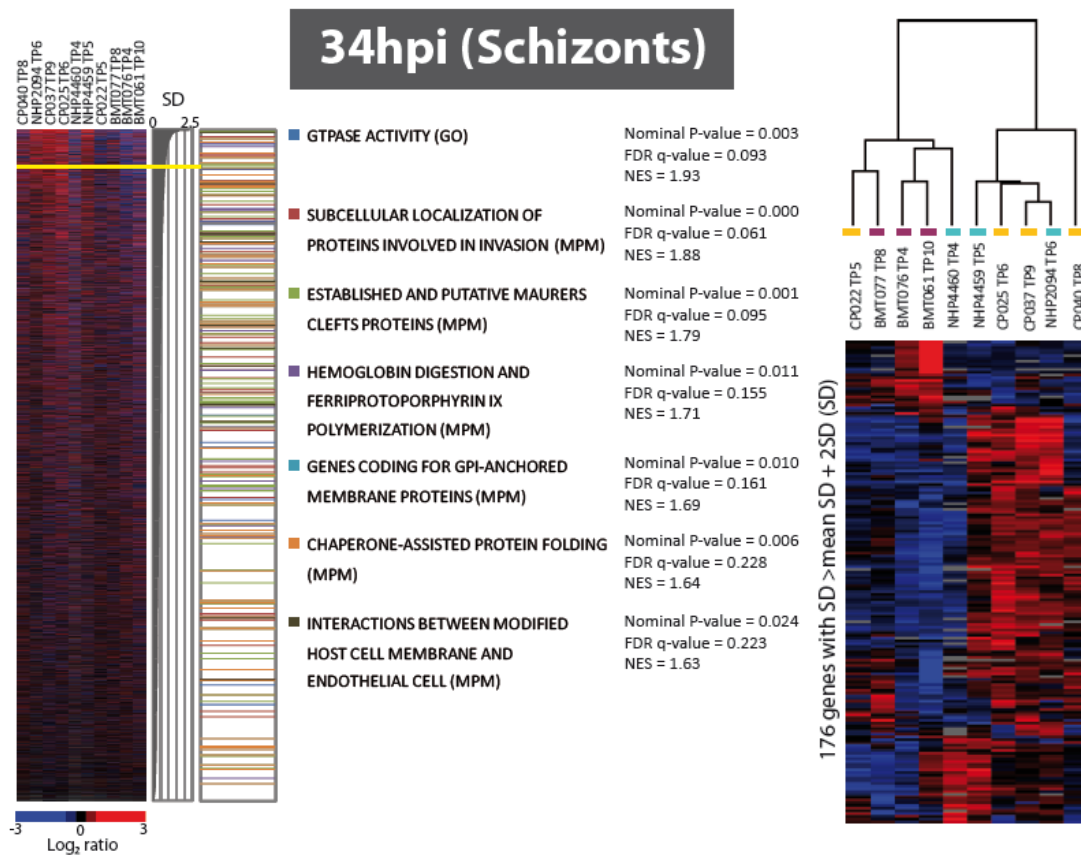 34hpi (Schizonts)
CP040 TP8
NHP2094 TP6
CP037 TP9
CP025 TP6
NHP4460 TP4
NHP4459 TP5
CP022 TP5
BMT077 TP8
BMT076 TP4
BMT061 TP10
SD
0 2.5
GTPASE ACTIVITY (GO)
Nominal P-value = 0.003
FDR q-value = 0.093
NES = 1.93
SUBCELLULAR LOCALIZATION OF
PROTEINS INVOLVED IN INVASION (MPM)
Nominal P-value = 0.000
FDR q-value = 0.061
NES = 1.88
ESTABLISHED AND PUTATIVE MAURERS
CLEFTS PROTEINS (MPM)
Nominal P-value = 0.001
FDR q-value = 0.095
NES = 1.79
HEMOGLOBIN DIGESTION AND
FERRIPROTOPORPHYRIN IX
POLYMERIZATION (MPM)
Nominal P-value = 0.011
FDR q-value = 0.155
NES = 1.71
GENES CODING FOR GPI-ANCHORED
MEMBRANE PROTEINS (MPM)
Nominal P-value = 0.010
FDR q-value = 0.161
NES = 1.69
CHAPERONE-ASSISTED PROTEIN FOLDING
(MPM)
Nominal P-value = 0.006
FDR q-value = 0.228
NES = 1.64
INTERACTIONS BETWEEN MODIFIED
HOST CELL MEMBRANE AND
ENDOTHELIAL CELL (MPM)
Nominal P-value = 0.024
FDR q-value = 0.223
NES = 1.63
-3 0 3
Log₂ ratio
CP022 TP5
BMT077 TP8
BMT076 TP4
BMT061 TP10
NHP4460 TP4
NHP4459 TP5
CP025 TP6
CP037 TP9
NHP2094 TP6
CP040 TP8
176 genes with SD >mean SD + 2SD (SD)